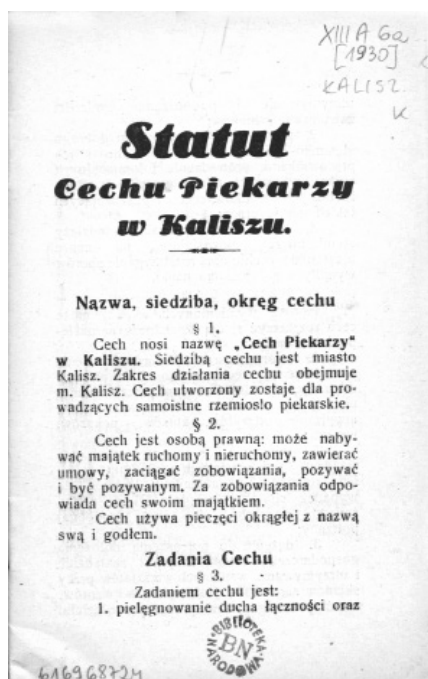 XIII A 6a
[1930]
KALISZ
K
Statut
Cechu Piekarzy
w Kaliszu.
Nazwa, siedziba, okręg cechu
§ 1.
Cech nosi nazwę „Cech Piekarzy”
w Kaliszu. Siedzibą cechu jest miasto
Kalisz. Zakres działania cechu obejmuje
m. Kalisz. Cech utworzony zostaje dla pro-
wadzących samoistne rzemiosło piekarskie.
§ 2.
Cech jest osobą prawną: może naby-
wać majątek ruchomy i nieruchomy, zawierać
umowy, zaciągać zobowiązania, pozywać
i być pozywanym. Za zobowiązania odpo-
wiada cech swoim majątkiem.
Cech używa pieczęci okrągłej z nazwą
swą i godłem.
Zadania Cechu
§ 3.
Zadaniem cechu jest:
1. pielęgnowanie ducha łączności oraz
BIBLIOTEKA
NARODOWA
BN